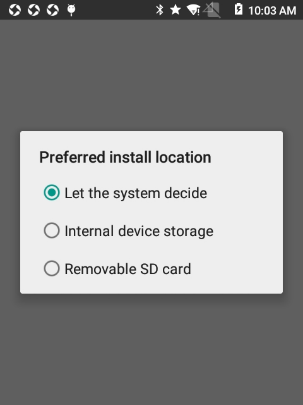 10:03 AM
Preferred install location
Let the system decide
Internal device storage
Removable SD card